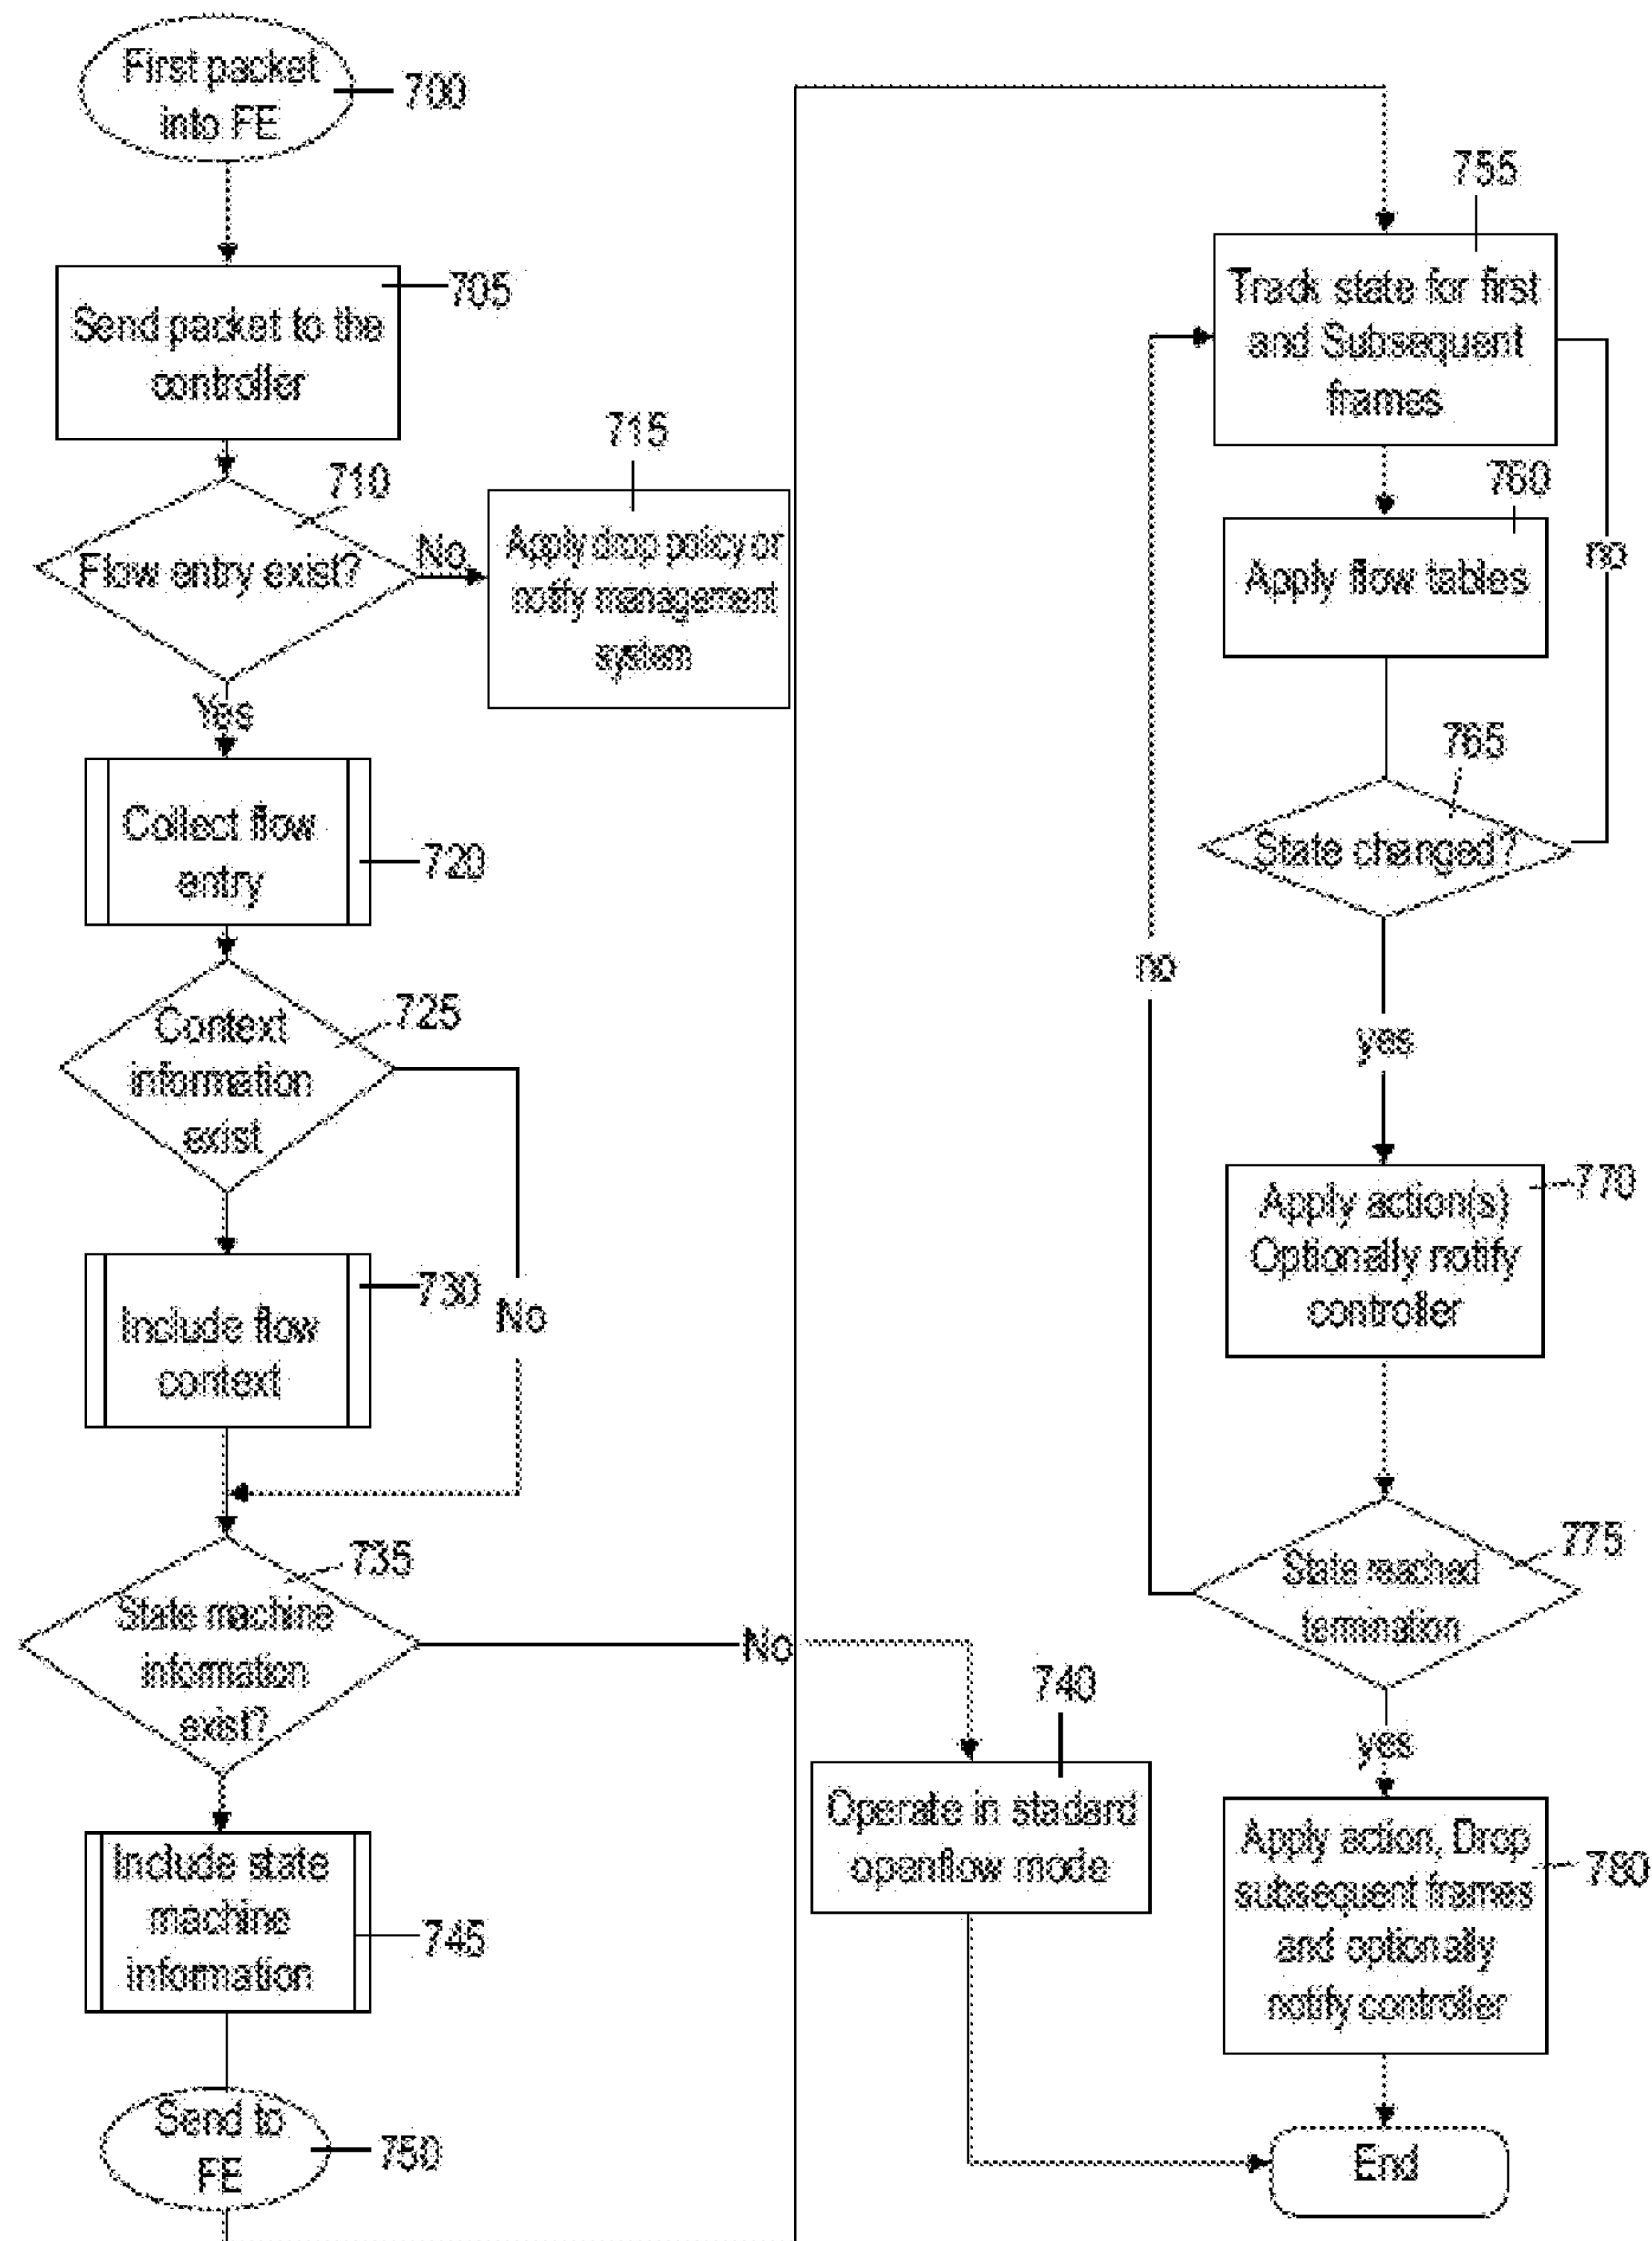 First packet
into FE
700
Send packet to the
controller
705
Flow entry exist?
710
No
Apply drop policy or
notify management
system
715
Yes
Collect flow
entry
720
Context
information
exist
725
No
Include flow
context
730
State machine
information
exist?
735
No
Operate in stadard
openflow mode
740
Include state
machine
information
745
Send to
FE
750
Track state for first
and Subsequent
frames
755
Apply flow tables
760
State changed?
765
no
yes
Apply action(s)
Optionally notify
controller
770
State reached
termination
775
no
yes
Apply action, Drop
subsequent frames
and optionally
notify controller
780
End